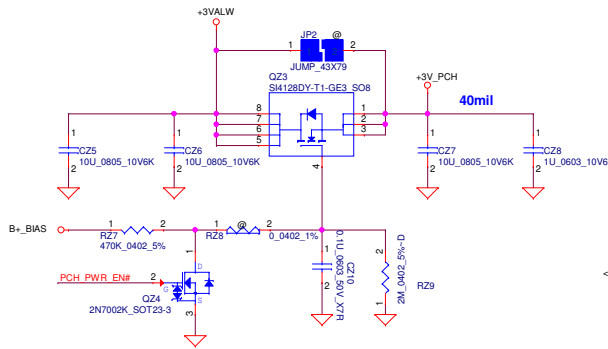 +3VALW
JP2
@
1
2
JUMP_43X79
QZ3
SI4128DY-T1-GE3_SO8
+3V_PCH
40mil
8
7
6
5
1
2
3
4
1
CZ5
10U_0805_10V6K
2
1
CZ6
10U_0805_10V6K
2
1
CZ7
10U_0805_10V6K
2
1
CZ8
1U_0603_10V6
2
B+_BIAS
1
2
RZ7
470K_0402_5%
1
@
2
RZ8
0_0402_1%
1
CZ10
0.1U_0603_50V_X7R
2
2
2M_0402_5%~D
RZ9
1
PCH_PWR_EN#
2
G
1
D
S
3
QZ4
2N7002K_SOT23-3